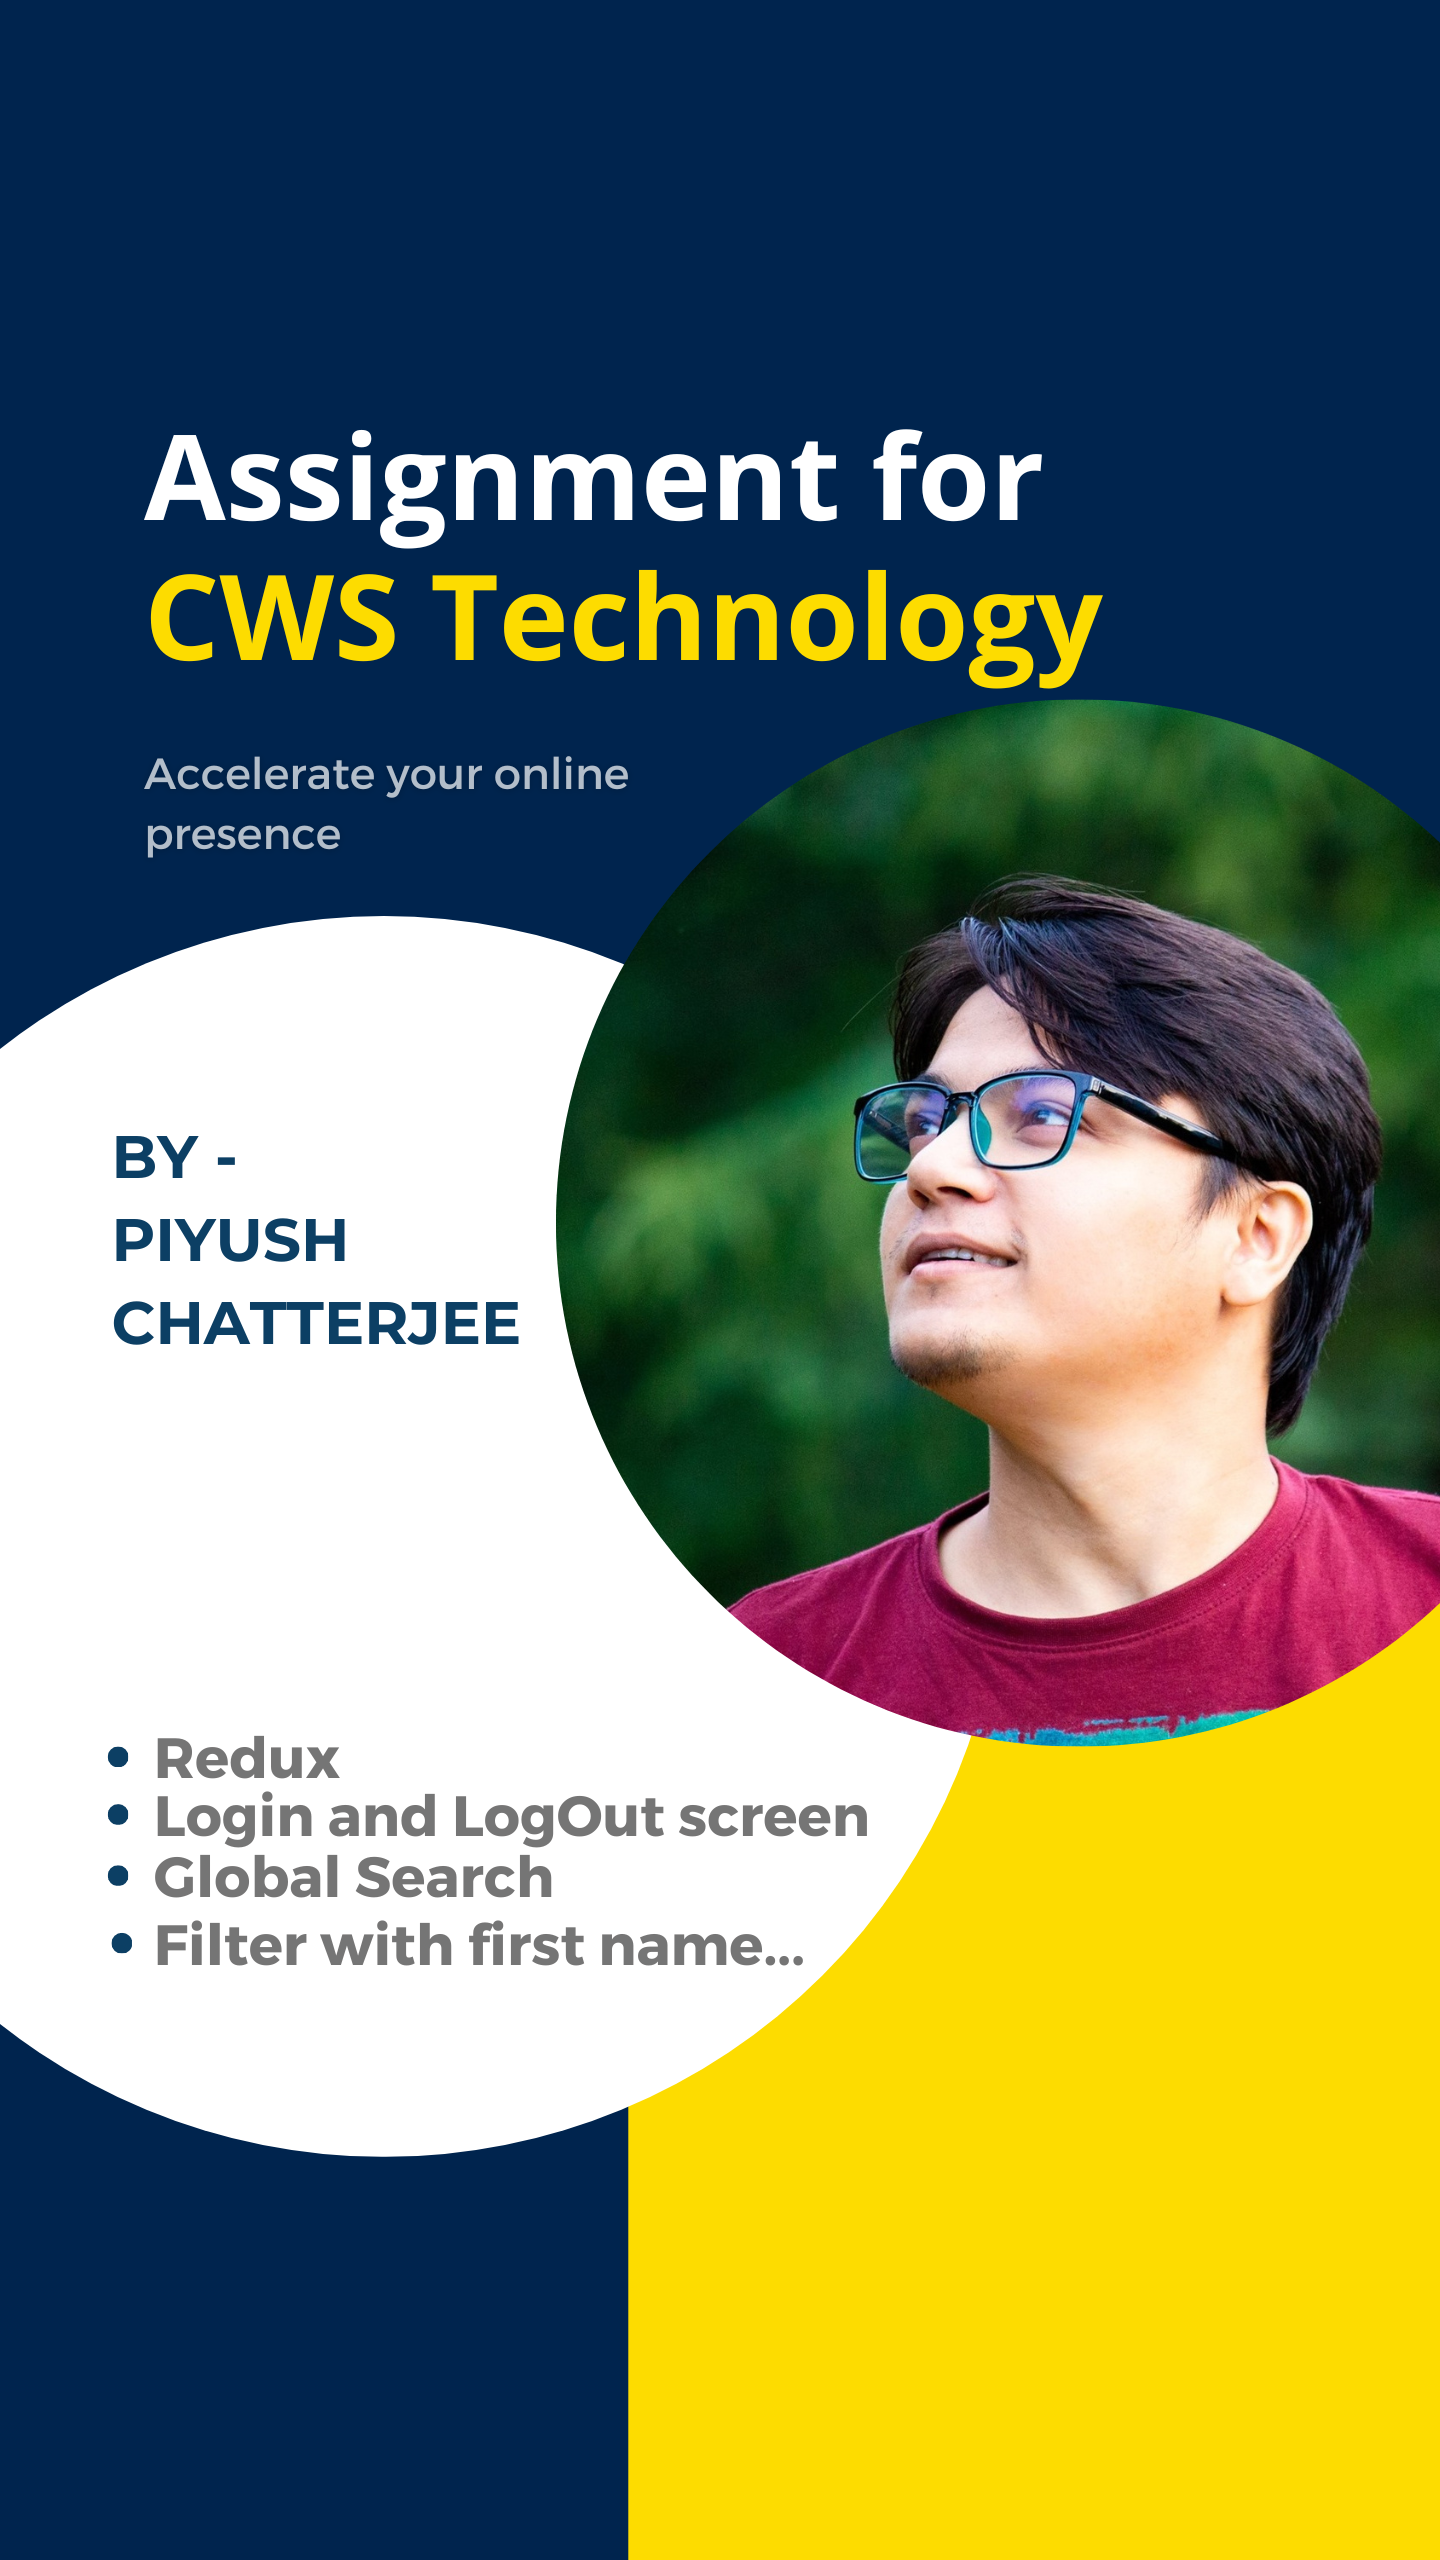 Assignment for
CWS Technology
Accelerate your online
presence
BY -
PIYUSH
CHATTERJEE
• Redux
• Login and LogOut screen
• Global Search
• Filter with first name...